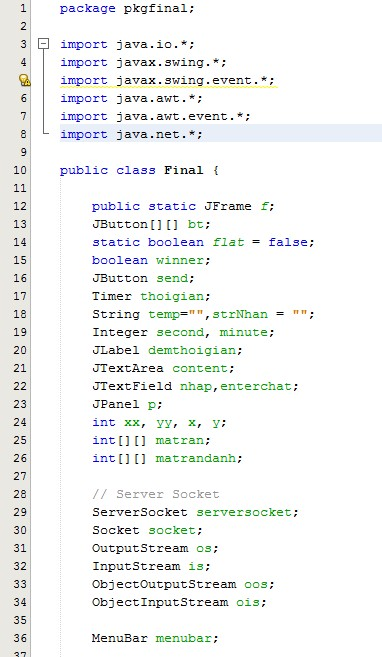 1 package pkgfinal;
2
3 import java.io.*;
4 import javax.swing.*;
import javax.swing.event.*;
6 import java.awt.*;
7 import java.awt.event.*;
8 import java.net.*;
9
10 public class Final {
11
12 public static JFrame f;
13 JButton[][] bt;
14 static boolean flat = false;
15 boolean winner;
16 JButton send;
17 Timer thoigian;
18 String temp="",strNhan = "";
19 Integer second, minute;
20 JLabel demthoigian;
21 JTextArea content;
22 JTextField nhap,enterchat;
23 JPanel p;
24 int xx, yy, x, y;
25 int[][] matran;
26 int[][] matrandanh;
27
28 // Server Socket
29 ServerSocket serversocket;
30 Socket socket;
31 OutputStream os;
32 InputStream is;
33 ObjectOutputStream oos;
34 ObjectInputStream ois;
35
36 MenuBar menubar;
37